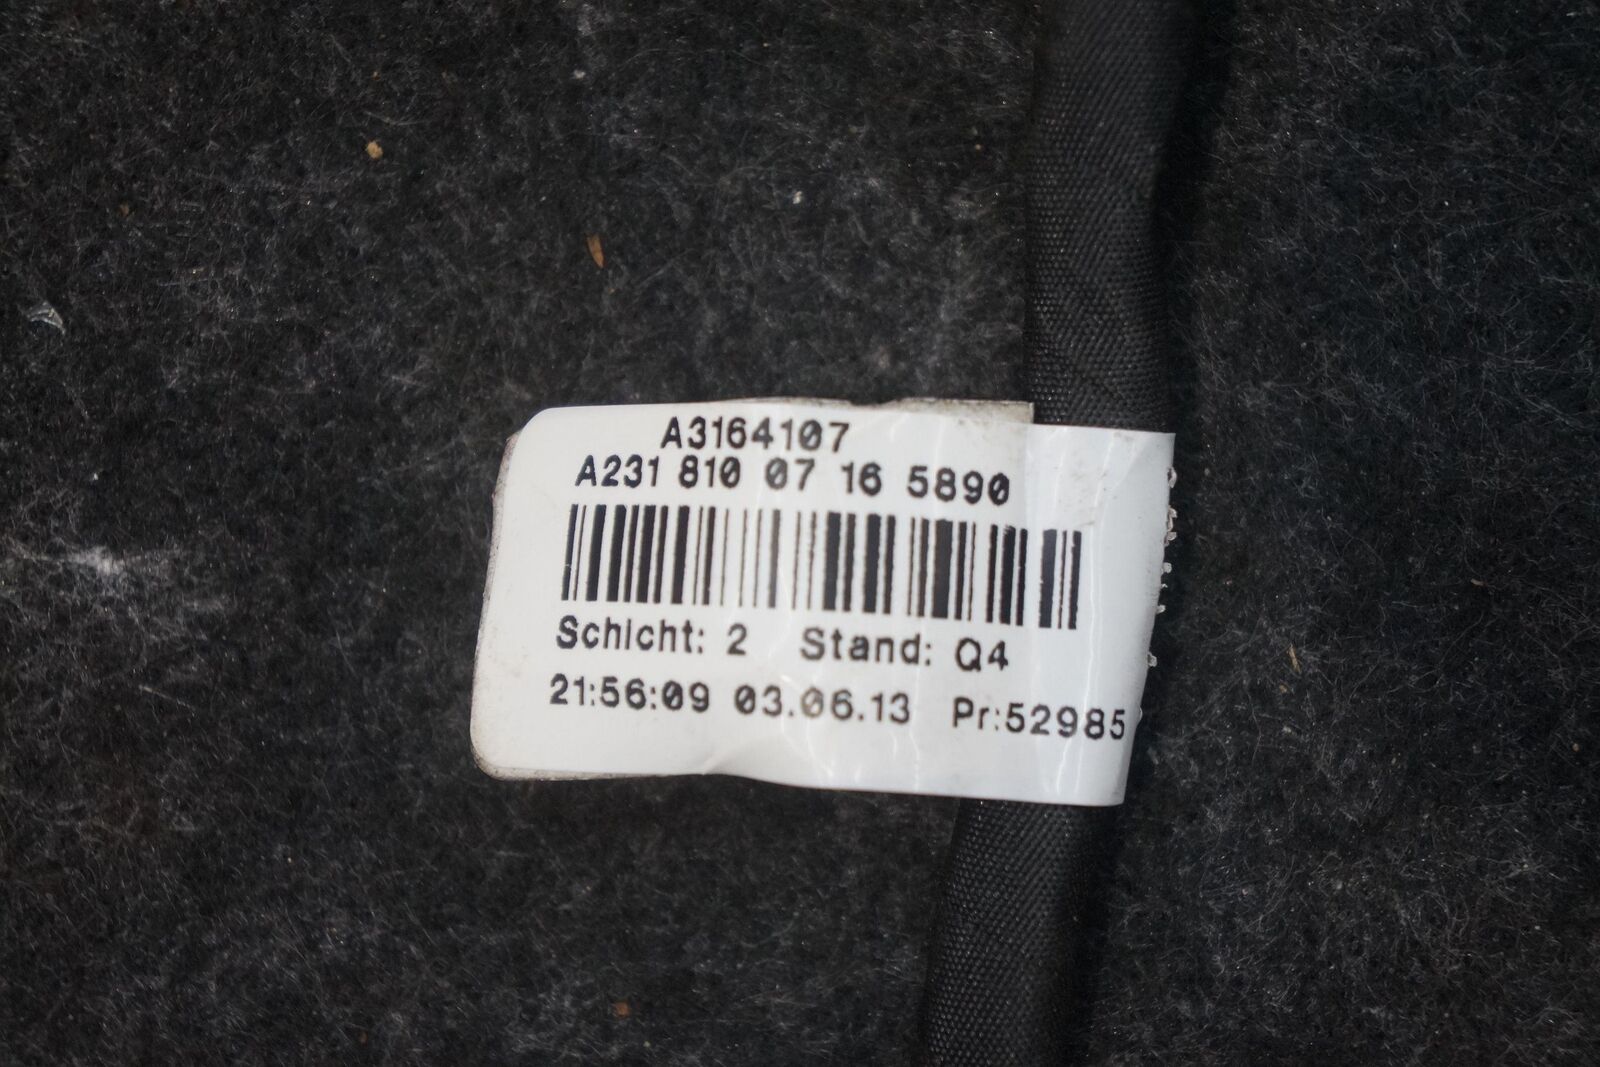 A3164107
A231 810 07 16 5890
Schicht: 2 Stand: Q4
21:56:09 03.06.13 Pr:52985